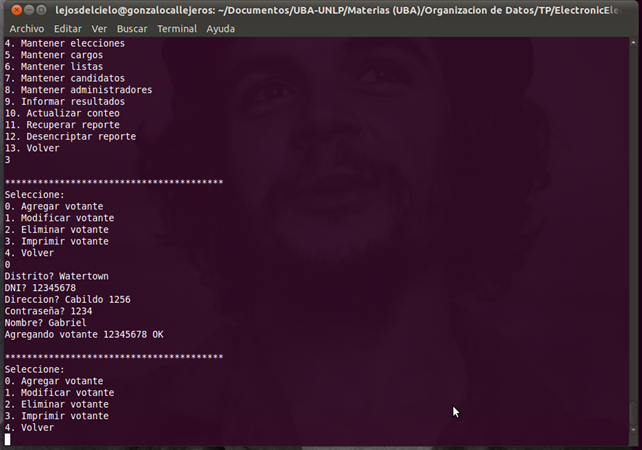 lejosdelcielo@gonzalocallejeros: ~/Documentos/UBA-UNLP/Materias (UBA)/Organizacion de Datos/TP/ElectronicEle
Archivo Editar Ver Buscar Terminal Ayuda
4. Mantener elecciones
5. Mantener cargos
6. Mantener listas
7. Mantener candidatos
8. Mantener administradores
9. Informar resultados
10. Actualizar conteo
11. Recuperar reporte
12. Desencriptar reporte
13. Volver
3
*****************************************
Seleccione:
0. Agregar votante
1. Modificar votante
2. Eliminar votante
3. Imprimir votante
4. Volver
0
Distrito? Watertown
DNI? 12345678
Direccion? Cabildo 1256
Contraseña? 1234
Nombre? Gabriel
Agregando votante 12345678 OK
*****************************************
Seleccione:
0. Agregar votante
1. Modificar votante
2. Eliminar votante
3. Imprimir votante
4. Volver